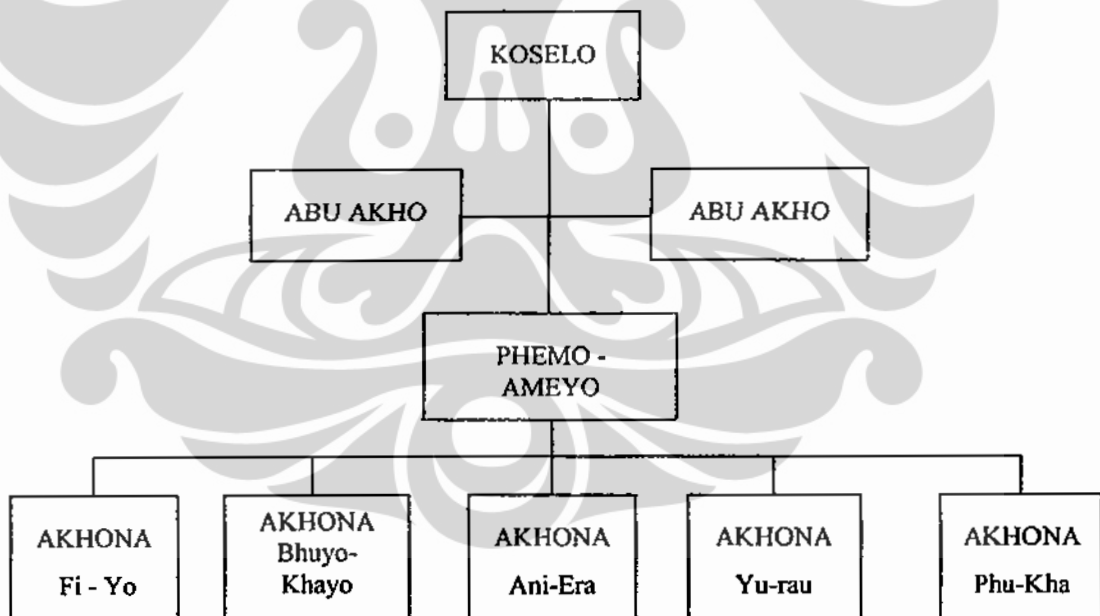 KOSELO
ABU AKHO
ABU AKHO
PHEMO -
AMEYO
AKHONA
Fi - Yo
AKHONA
Bhuyo-
Khayo
AKHONA
Ani-Era
AKHONA
Yu-rau
AKHONA
Phu-Kha